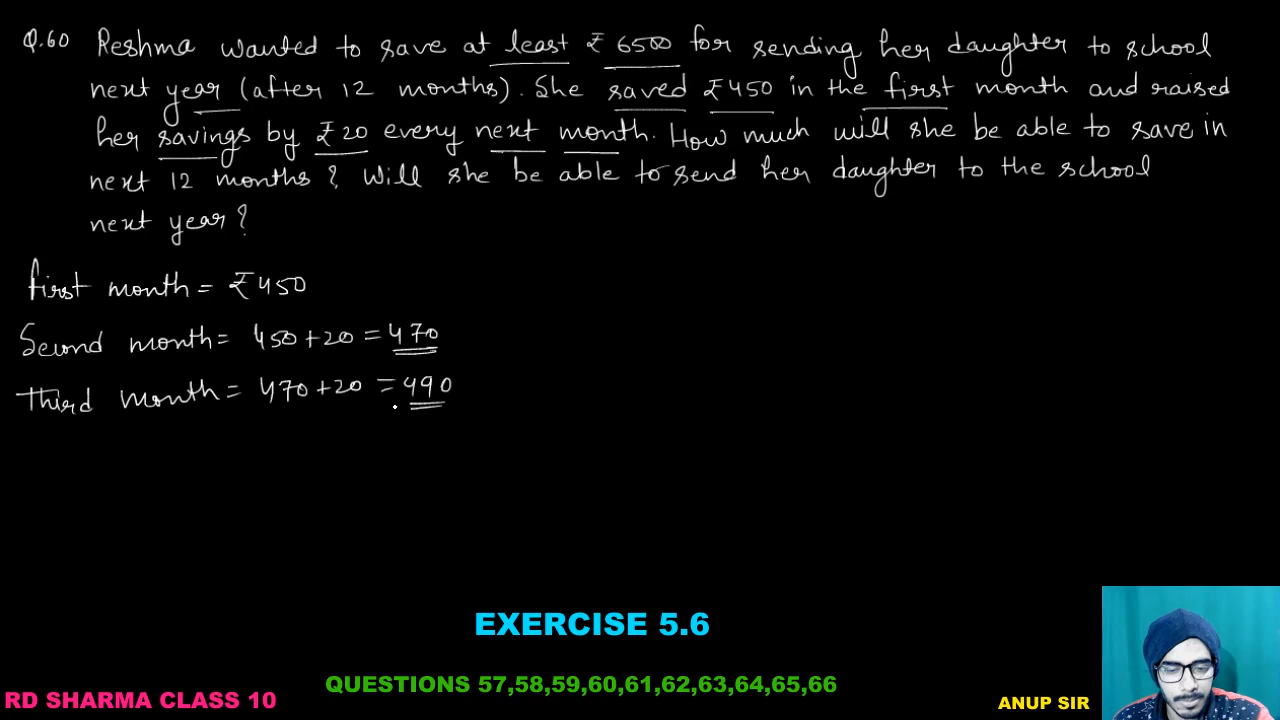 Q.60 Reshma wanted to save at least ₹ 6500 for sending her daughter to school
next year (after 12 months). She saved ₹450 in the first month and raised
her savings by ₹20 every next month. How much will she be able to save in
next 12 months? Will she be able to send her daughter to the school
next year?
First month = ₹450
Second month = 450+20 = 470
Third month = 470+20 = 490
EXERCISE 5.6
QUESTIONS 57,58,59,60,61,62,63,64,65,66
RD SHARMA CLASS 10
ANUP SIR